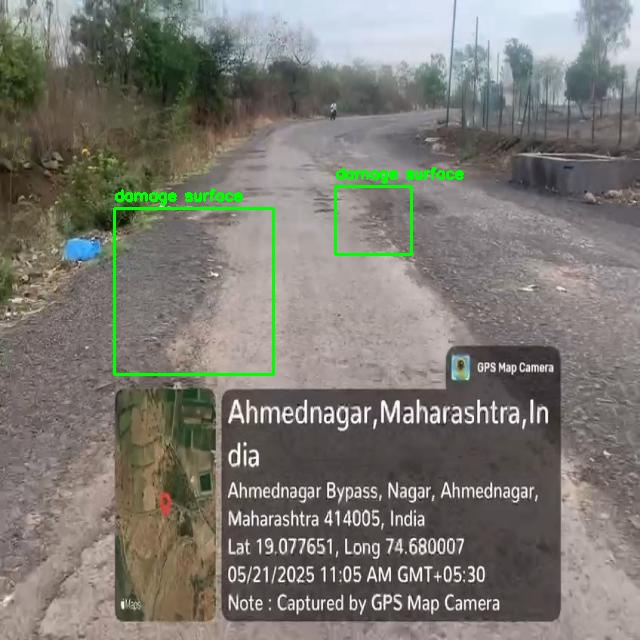 damage surface
damage surface
GPS Map Camera
Ahmednagar,Maharashtra,In
dia
Ahmednagar Bypass, Nagar, Ahmednagar,
Maharashtra 414005, India
Lat 19.077651, Long 74.680007
05/21/2025 11:05 AM GMT+05:30
Note : Captured by GPS Map Camera
Maps